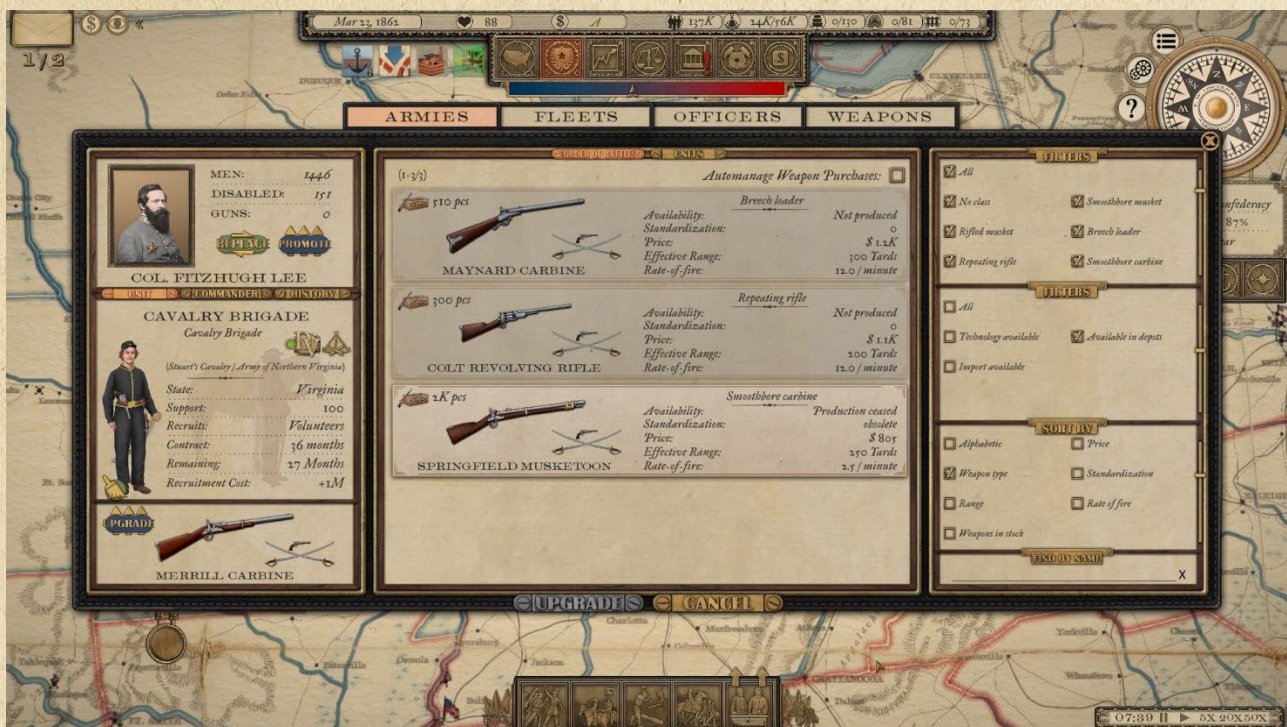 Mar 23, 1862
88
$ A
137K
24K/56K
0/130
0/81
0/73
1/2
ARMIES
FLEETS
OFFICERS
WEAPONS
MEN: 1446
DISABLED: 151
GUNS: 0
REPLACE PROMOTE
COL. FITZHUGH LEE
UNIT COMMANDER HISTORY
CAVALRY BRIGADE
Cavalry Brigade
(Stuart's Cavalry / Army of Northern Virginia)
State: Virginia
Support: 100
Recruits: Volunteers
Contract: 36 months
Remaining: 27 Months
Recruitment Cost: +1M
UPGRADE
MERRILL CARBINE
UNITS
(1-3/3)
Automanage Weapon Purchases:
510 pcs
Breech loader
Availability: Not produced
Standardization: 0
Price: $ 1.2K
Effective Range: 300 Yards
Rate-of-fire: 12.0 / minute
MAYNARD CARBINE
300 pcs
Repeating rifle
Availability: Not produced
Standardization: 0
Price: $ 1.1K
Effective Range: 200 Yards
Rate-of-fire: 12.0 / minute
COLT REVOLVING RIFLE
2K pcs
Smoothbore carbine
Availability: Production ceased
Standardization: obsolete
Price: $ 805
Effective Range: 250 Yards
Rate-of-fire: 2.5 / minute
SPRINGFIELD MUSKETOON
UPGRADE CANCEL
FILTERS
All
No class
Smoothbore musket
Rifled musket
Breech loader
Repeating rifle
Smoothbore carbine
FILTERS
All
Technology available
Available in depots
Import available
SORT BY
Alphabetic
Price
Weapon type
Standardization
Range
Rate of fire
Weapons in stock
FIND BY NAME
X
?
nfederacy
87%
CLEVELAND
Charlotte
Jackson
CHATTANOOGA
Dalton
Yorkville
Winnsboro
07:39 5X 20X 50X